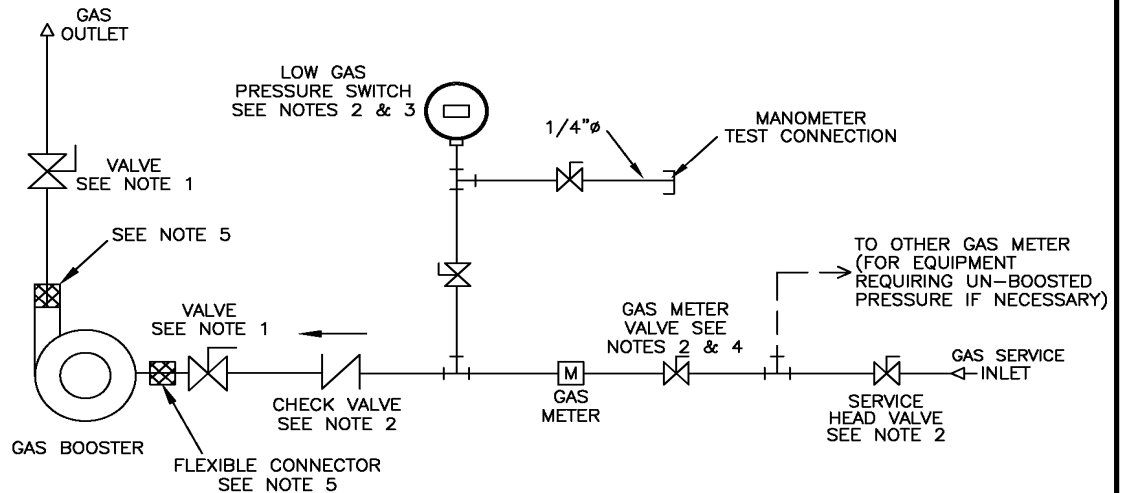 GAS
OUTLET
LOW GAS
PRESSURE SWITCH
SEE NOTES 2 & 3
1/4"ø
MANOMETER
TEST CONNECTION
VALVE
SEE NOTE 1
SEE NOTE 5
TO OTHER GAS METER
(FOR EQUIPMENT
REQUIRING UN-BOOSTED
PRESSURE IF NECESSARY)
VALVE
SEE NOTE 1
GAS METER
VALVE SEE
NOTES 2 & 4
GAS SERVICE
INLET
M
GAS
METER
CHECK VALVE
SEE NOTE 2
SERVICE
HEAD VALVE
SEE NOTE 2
GAS BOOSTER
FLEXIBLE CONNECTOR
SEE NOTE 5